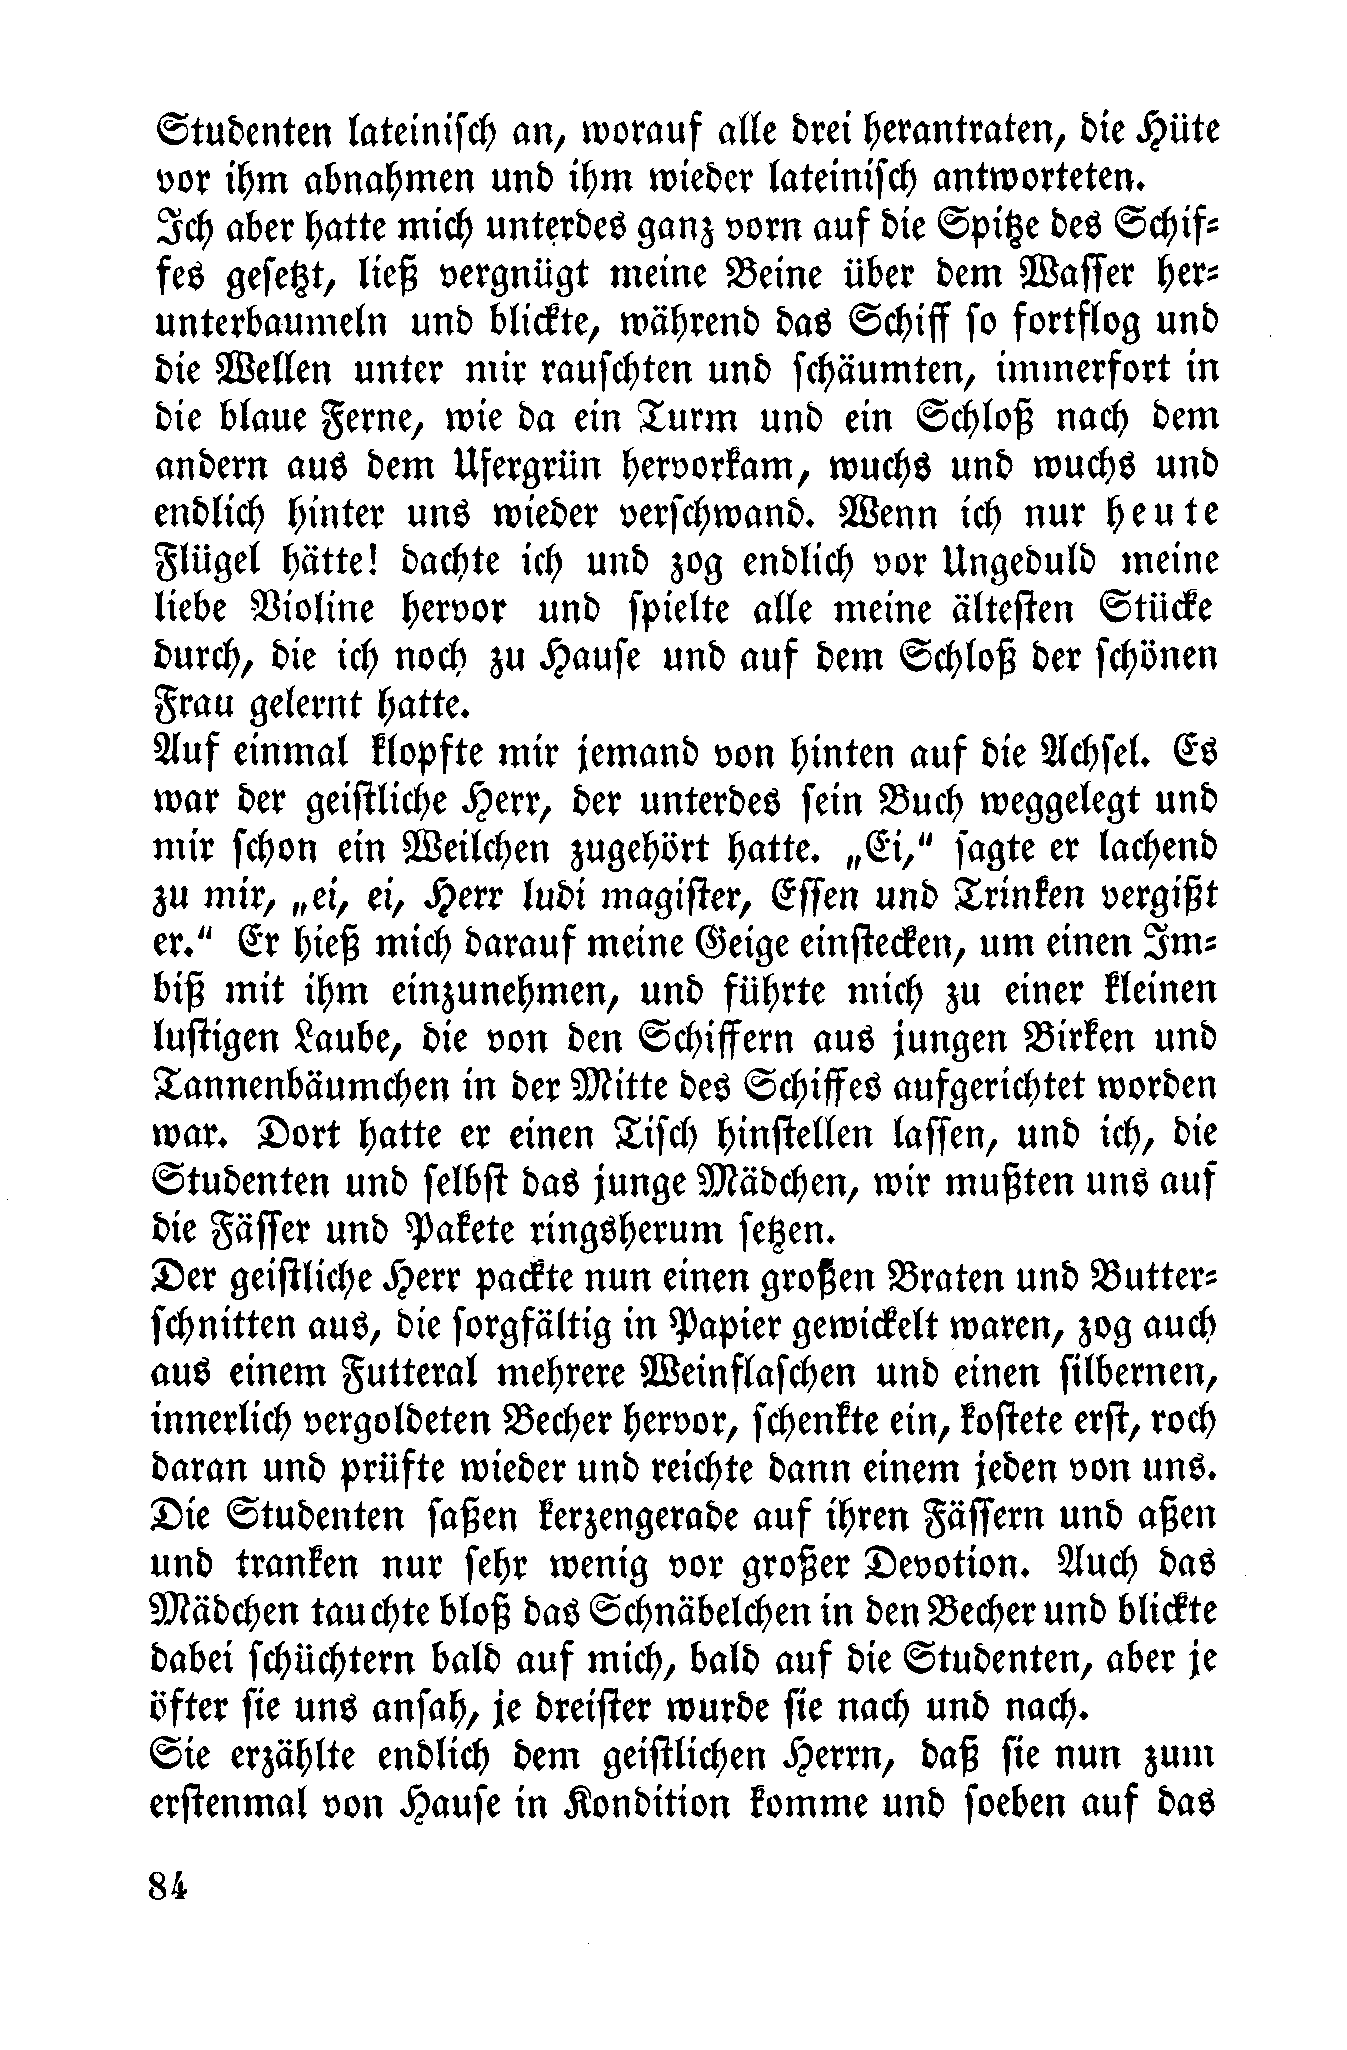 Studenten lateinisch an, worauf alle drei herantraten, die Hüte
vor ihm abnahmen und ihm wieder lateinisch antworteten.
Ich aber hatte mich unterdes ganz vorn auf die Spitze des Schif-
fes gesetzt, ließ vergnügt meine Beine über dem Wasser her-
unterbaumeln und blickte, während das Schiff so fortflog und
die Wellen unter mir rauschten und schäumten, immerfort in
die blaue Ferne, wie da ein Turm und ein Schloß nach dem
andern aus dem Ufergrün hervorkam, wuchs und wuchs und
endlich hinter uns wieder verschwand. Wenn ich nur heute
Flügel hätte! dachte ich und zog endlich vor Ungeduld meine
liebe Violine hervor und spielte alle meine ältesten Stücke
durch, die ich noch zu Hause und auf dem Schloß der schönen
Frau gelernt hatte.
Auf einmal klopfte mir jemand von hinten auf die Achsel. Es
war der geistliche Herr, der unterdes sein Buch weggelegt und
mir schon ein Weilchen zugehört hatte. „Ei,“ sagte er lachend
zu mir, „ei, ei, Herr ludi magister, Essen und Trinken vergißt
er.“ Er hieß mich darauf meine Geige einstecken, um einen Im-
biß mit ihm einzunehmen, und führte mich zu einer kleinen
lustigen Laube, die von den Schiffern aus jungen Birken und
Tannenbäumchen in der Mitte des Schiffes aufgerichtet worden
war. Dort hatte er einen Tisch hinstellen lassen, und ich, die
Studenten und selbst das junge Mädchen, wir mußten uns auf
die Fässer und Pakete ringsherum setzen.
Der geistliche Herr packte nun einen großen Braten und Butter-
schnitten aus, die sorgfältig in Papier gewickelt waren, zog auch
aus einem Futteral mehrere Weinflaschen und einen silbernen,
innerlich vergoldeten Becher hervor, schenkte ein, kostete erst, roch
daran und prüfte wieder und reichte dann einem jeden von uns.
Die Studenten saßen kerzengerade auf ihren Fässern und aßen
und tranken nur sehr wenig vor großer Devotion. Auch das
Mädchen tauchte bloß das Schnäbelchen in den Becher und blickte
dabei schüchtern bald auf mich, bald auf die Studenten, aber je
öfter sie uns ansah, je dreister wurde sie nach und nach.
Sie erzählte endlich dem geistlichen Herrn, daß sie nun zum
erstenmal von Hause in Kondition komme und soeben auf das
84